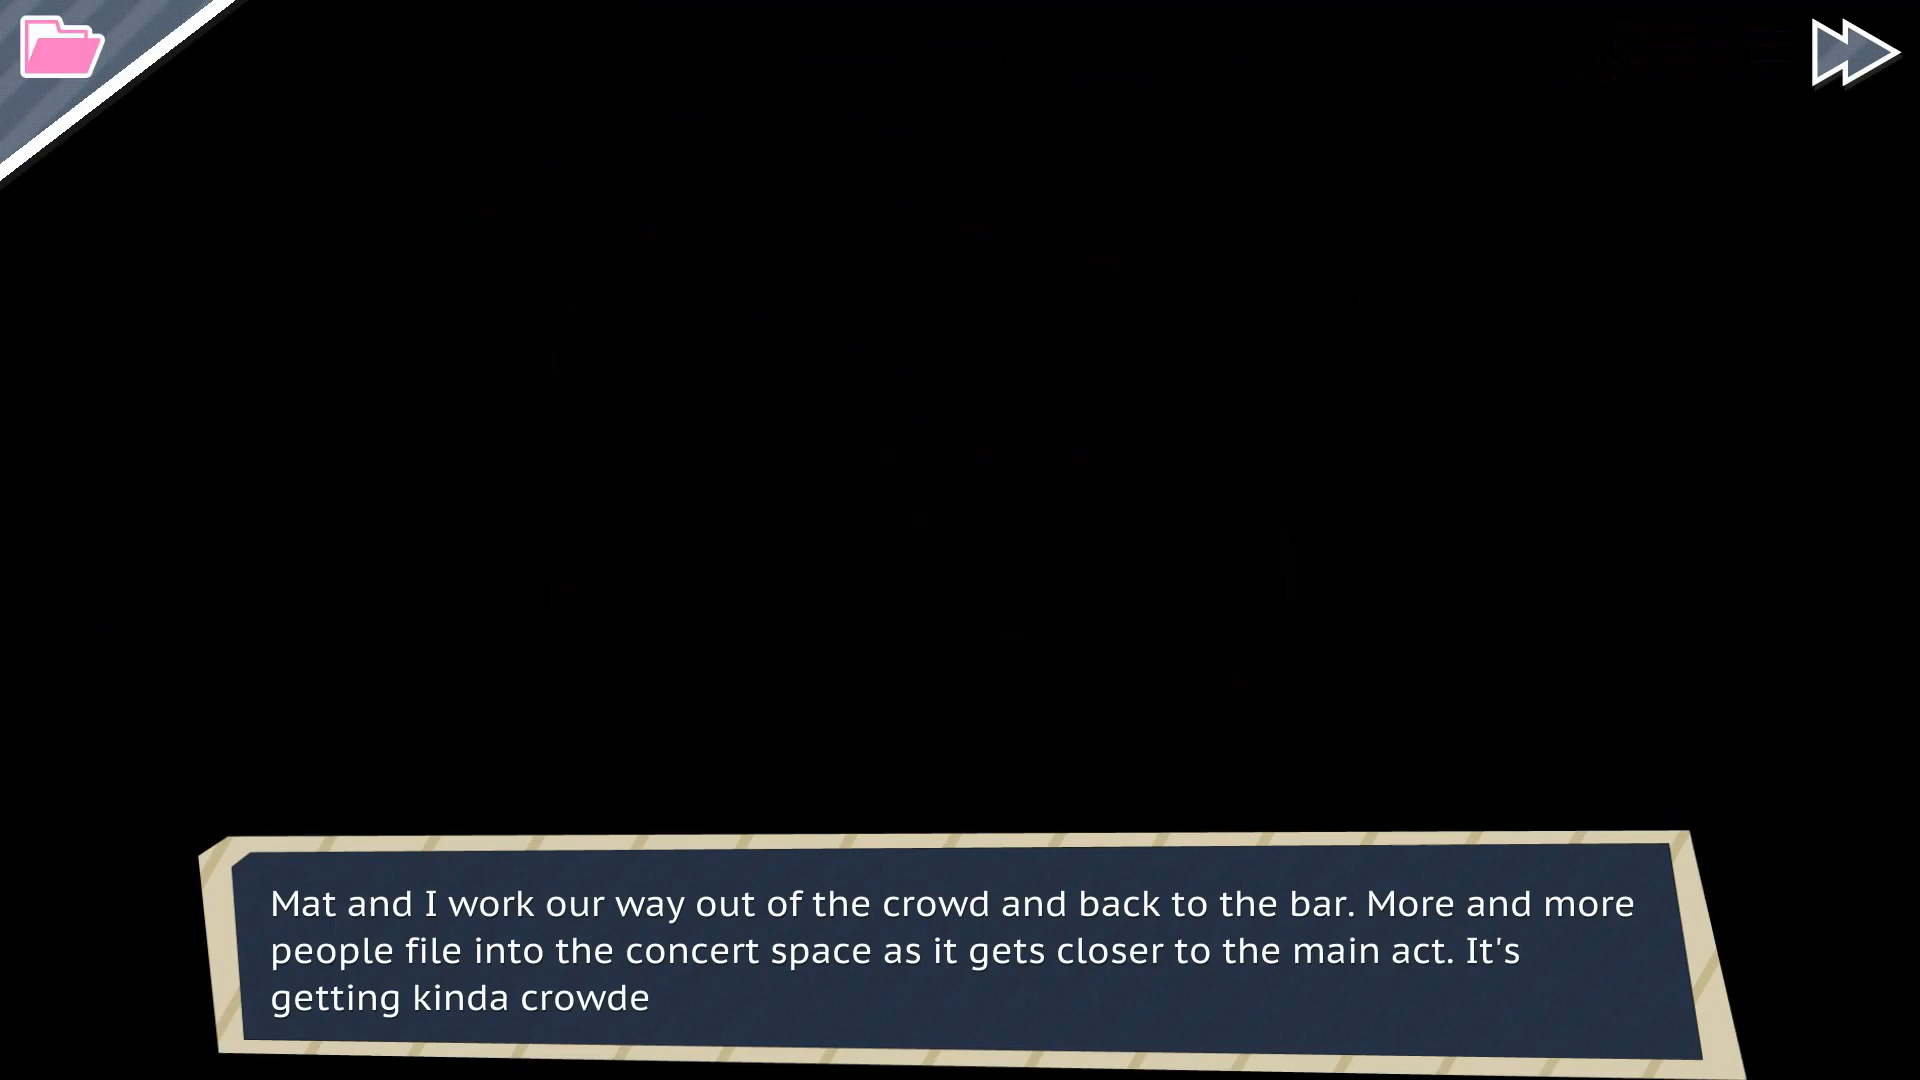 Mat and I work our way out of the crowd and back to the bar. More and more
people file into the concert space as it gets closer to the main act. It's
getting kinda crowde